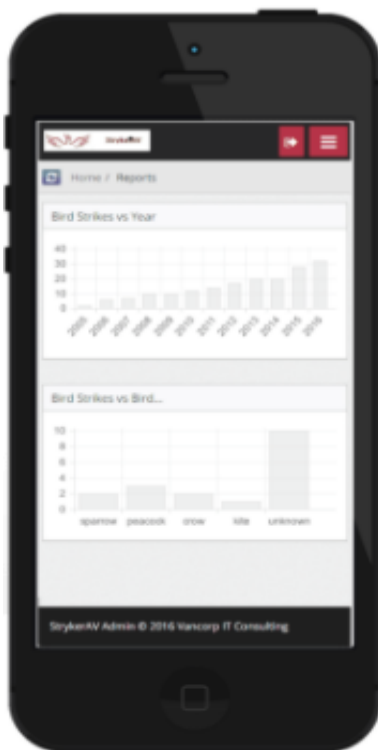 Home / Reports
Bird Strikes vs Year
40
30
20
10
0
2005 2006 2007 2008 2009 2010 2011 2012 2013 2014 2015 2016
Bird Strikes vs Bird...
10
8
6
4
2
0
sparrow peacock crow kite unknown
StrykerAV Admin © 2016 Vancorp IT Consulting